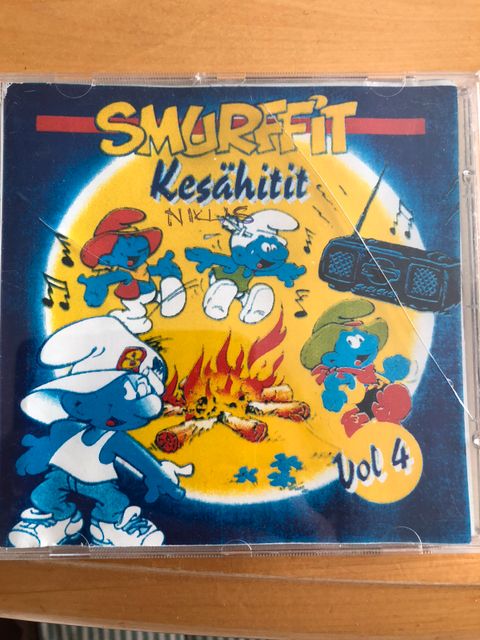 SMURFFIT
Kesähitit
NIKLAS
Vol 4